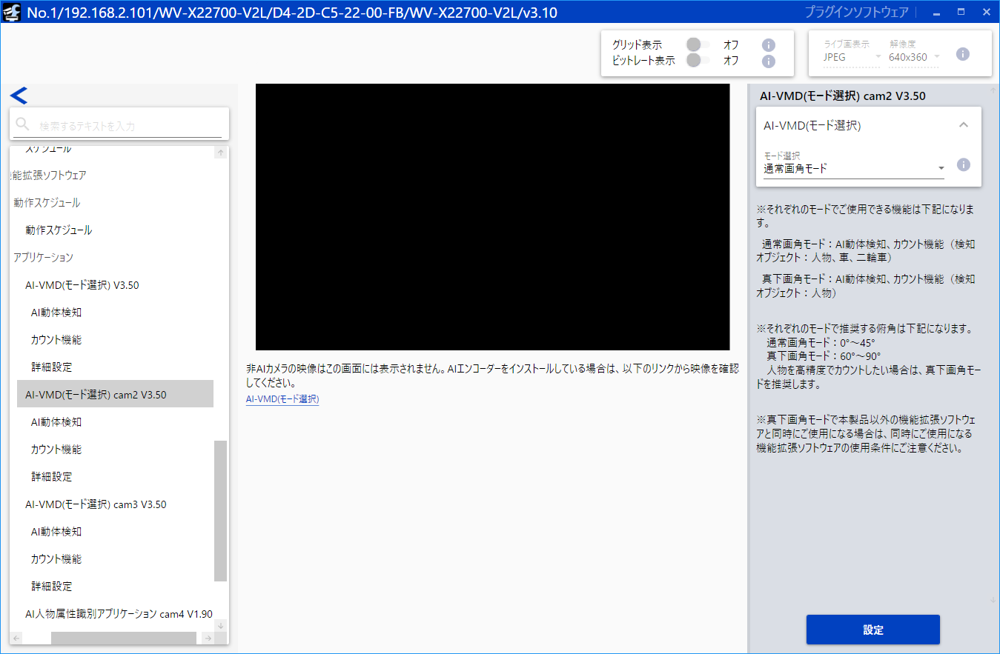 No.1/192.168.2.101/WV-X22700-V2L/D4-2D-C5-22-00-FB/WV-X22700-V2L/v3.10
プラグインソフトウェア
グリッド表示 オフ
ビットレート表示 オフ
ライブ画表示 解像度
JPEG 640x360
検索するテキストを入力
スケジュール
機能拡張ソフトウェア
動作スケジュール
動作スケジュール
アプリケーション
AI-VMD(モード選択) V3.50
AI動体検知
カウント機能
詳細設定
AI-VMD(モード選択) cam2 V3.50
AI動体検知
カウント機能
詳細設定
AI-VMD(モード選択) cam3 V3.50
AI動体検知
カウント機能
詳細設定
AI人物属性識別アプリケーション cam4 V1.90
非AIカメラの映像はこの画面には表示されません。AIエンコーダーをインストールしている場合は、以下のリンクから映像を確認
してください。
AI-VMD(モード選択)
AI-VMD(モード選択) cam2 V3.50
AI-VMD(モード選択)
モード選択
通常画角モード
※それぞれのモードでご使用できる機能は下記になりま
す。
通常画角モード：AI動体検知、カウント機能（検知
オブジェクト：人物、車、二輪車）
真下画角モード：AI動体検知、カウント機能（検知
オブジェクト：人物）
※それぞれのモードで推奨する俯角は下記になります。
通常画角モード：0°～45°
真下画角モード：60°～90°
人物を高精度でカウントしたい場合は、真下画角モー
ドを推奨します。
※真下画角モードで本製品以外の機能拡張ソフトウェ
アと同時にご使用になる場合は、同時にご使用になる
機能拡張ソフトウェアの使用条件にご注意ください。
設定